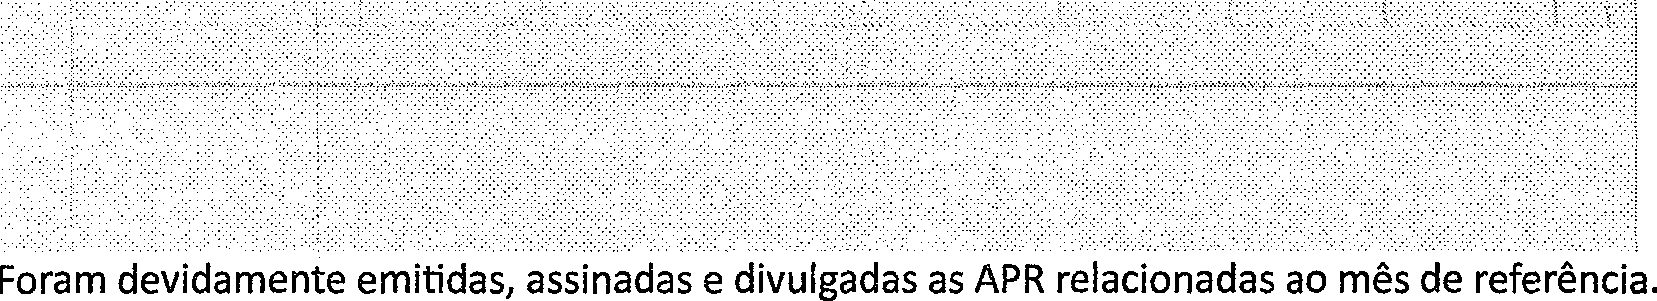 Foram devidamente emitidas, assinadas e divulgadas as APR relacionadas ao mês de referência.